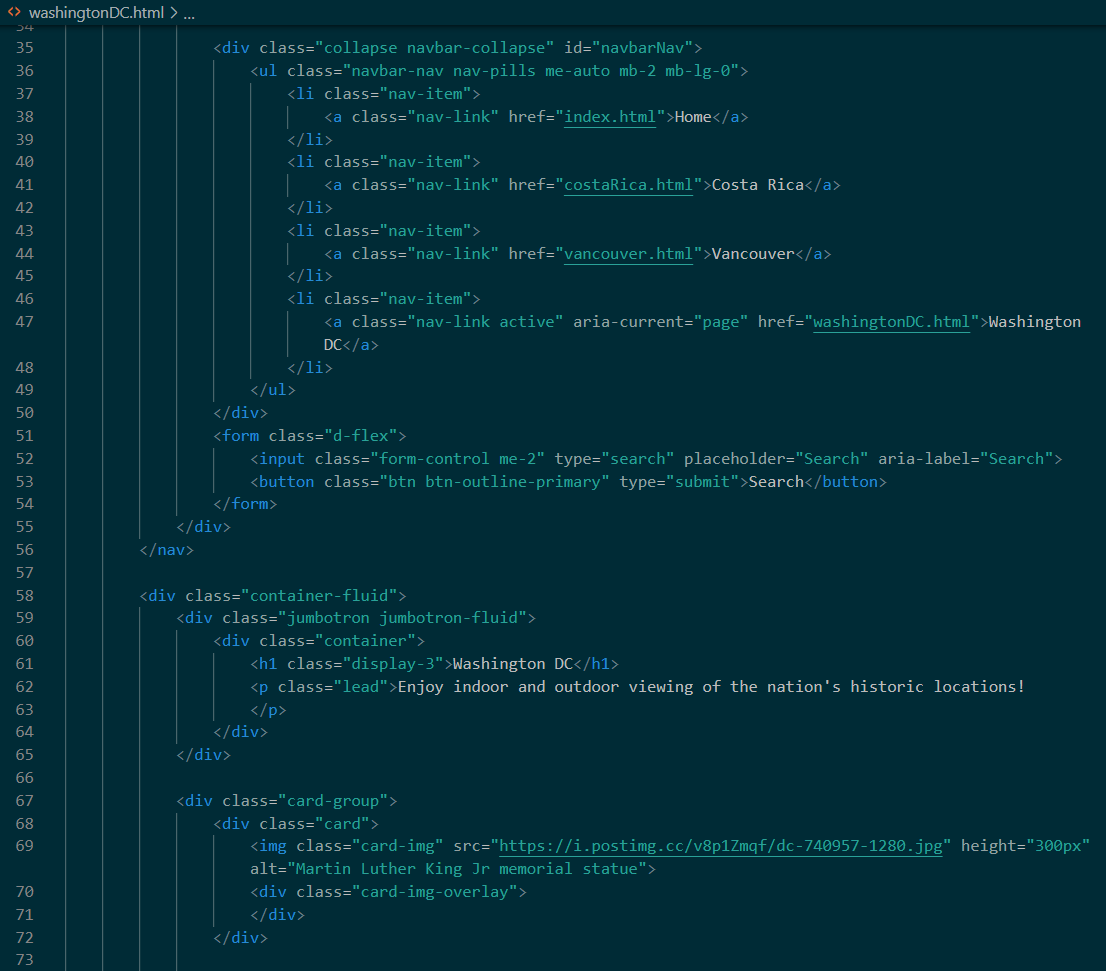 washingtonDC.html > ...
34
35 <div class="collapse navbar-collapse" id="navbarNav">
36 <ul class="navbar-nav nav-pills me-auto mb-2 mb-lg-0">
37 <li class="nav-item">
38 <a class="nav-link" href="index.html">Home</a>
39 </li>
40 <li class="nav-item">
41 <a class="nav-link" href="costaRica.html">Costa Rica</a>
42 </li>
43 <li class="nav-item">
44 <a class="nav-link" href="vancouver.html">Vancouver</a>
45 </li>
46 <li class="nav-item">
47 <a class="nav-link active" aria-current="page" href="washingtonDC.html">Washington
DC</a>
48 </li>
49 </ul>
50 </div>
51 <form class="d-flex">
52 <input class="form-control me-2" type="search" placeholder="Search" aria-label="Search">
53 <button class="btn btn-outline-primary" type="submit">Search</button>
54 </form>
55 </div>
56 </nav>
57
58 <div class="container-fluid">
59 <div class="jumbotron jumbotron-fluid">
60 <div class="container">
61 <h1 class="display-3">Washington DC</h1>
62 <p class="lead">Enjoy indoor and outdoor viewing of the nation's historic locations!
63 </p>
64 </div>
65 </div>
66
67 <div class="card-group">
68 <div class="card">
69 <img class="card-img" src="https://i.postimg.cc/v8p1Zmqf/dc-740957-1280.jpg" height="300px"
alt="Martin Luther King Jr memorial statue">
70 <div class="card-img-overlay">
71 </div>
72 </div>
73